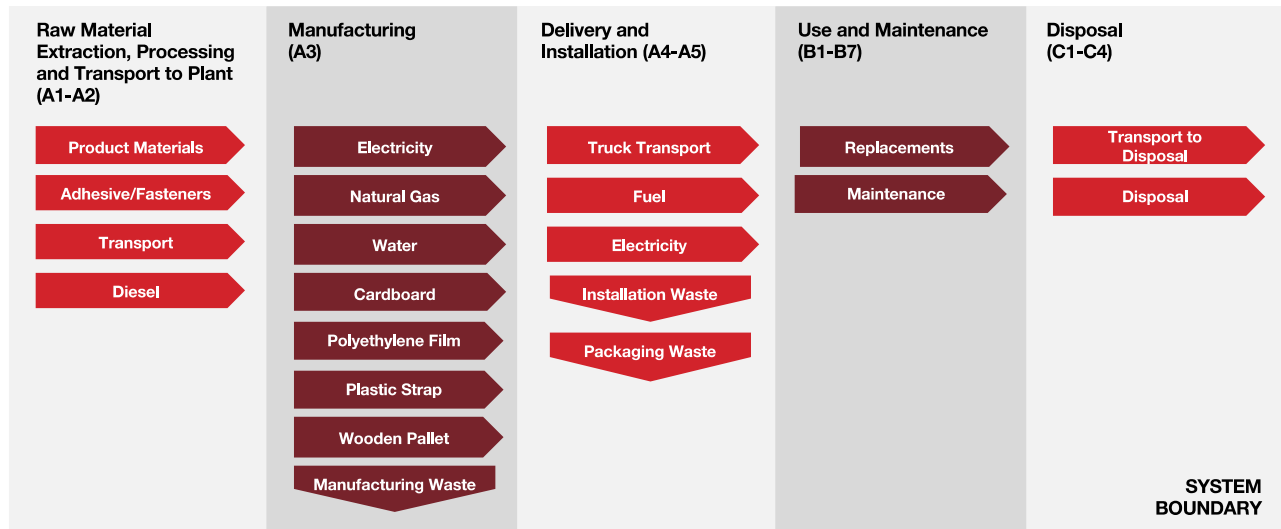 Raw Material
Extraction, Processing
and Transport to Plant
(A1-A2)
Product Materials
Adhesive/Fasteners
Transport
Diesel
Manufacturing
(A3)
Electricity
Natural Gas
Water
Cardboard
Polyethylene Film
Plastic Strap
Wooden Pallet
Manufacturing Waste
Delivery and
Installation (A4-A5)
Truck Transport
Fuel
Electricity
Installation Waste
Packaging Waste
Use and Maintenance
(B1-B7)
Replacements
Maintenance
Disposal
(C1-C4)
Transport to
Disposal
Disposal
SYSTEM
BOUNDARY